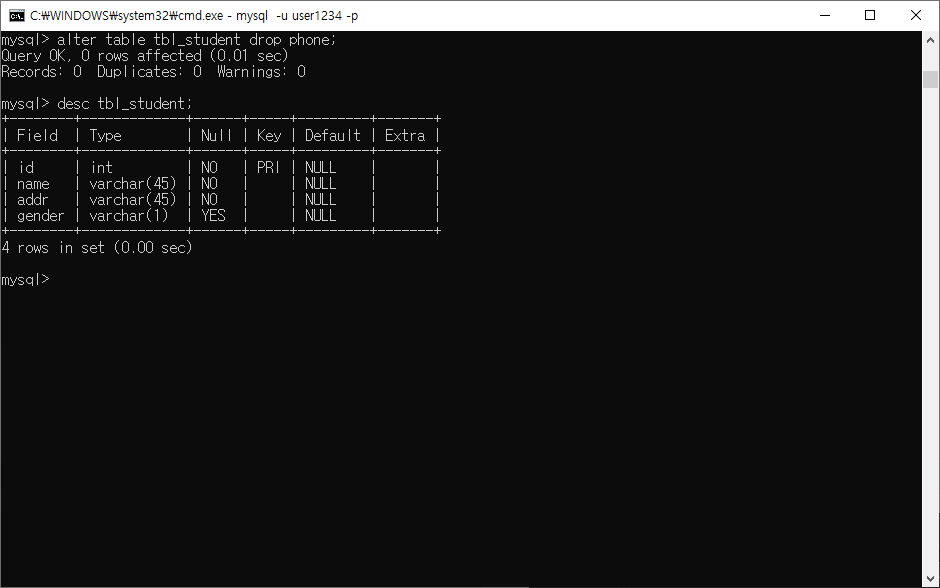 C:₩WINDOWS₩system32₩cmd.exe - mysql  -u user1234 -p
mysql> alter table tbl_student drop phone;
Query OK, 0 rows affected (0.01 sec)
Records: 0  Duplicates: 0  Warnings: 0
mysql> desc tbl_student;
+--------+-------------+------+-----+---------+-------+
| Field  | Type        | Null | Key | Default | Extra |
+--------+-------------+------+-----+---------+-------+
| id     | int         | NO   | PRI | NULL    |       |
| name   | varchar(45) | NO   |     | NULL    |       |
| addr   | varchar(45) | NO   |     | NULL    |       |
| gender | varchar(1)  | YES  |     | NULL    |       |
+--------+-------------+------+-----+---------+-------+
4 rows in set (0.00 sec)
mysql>